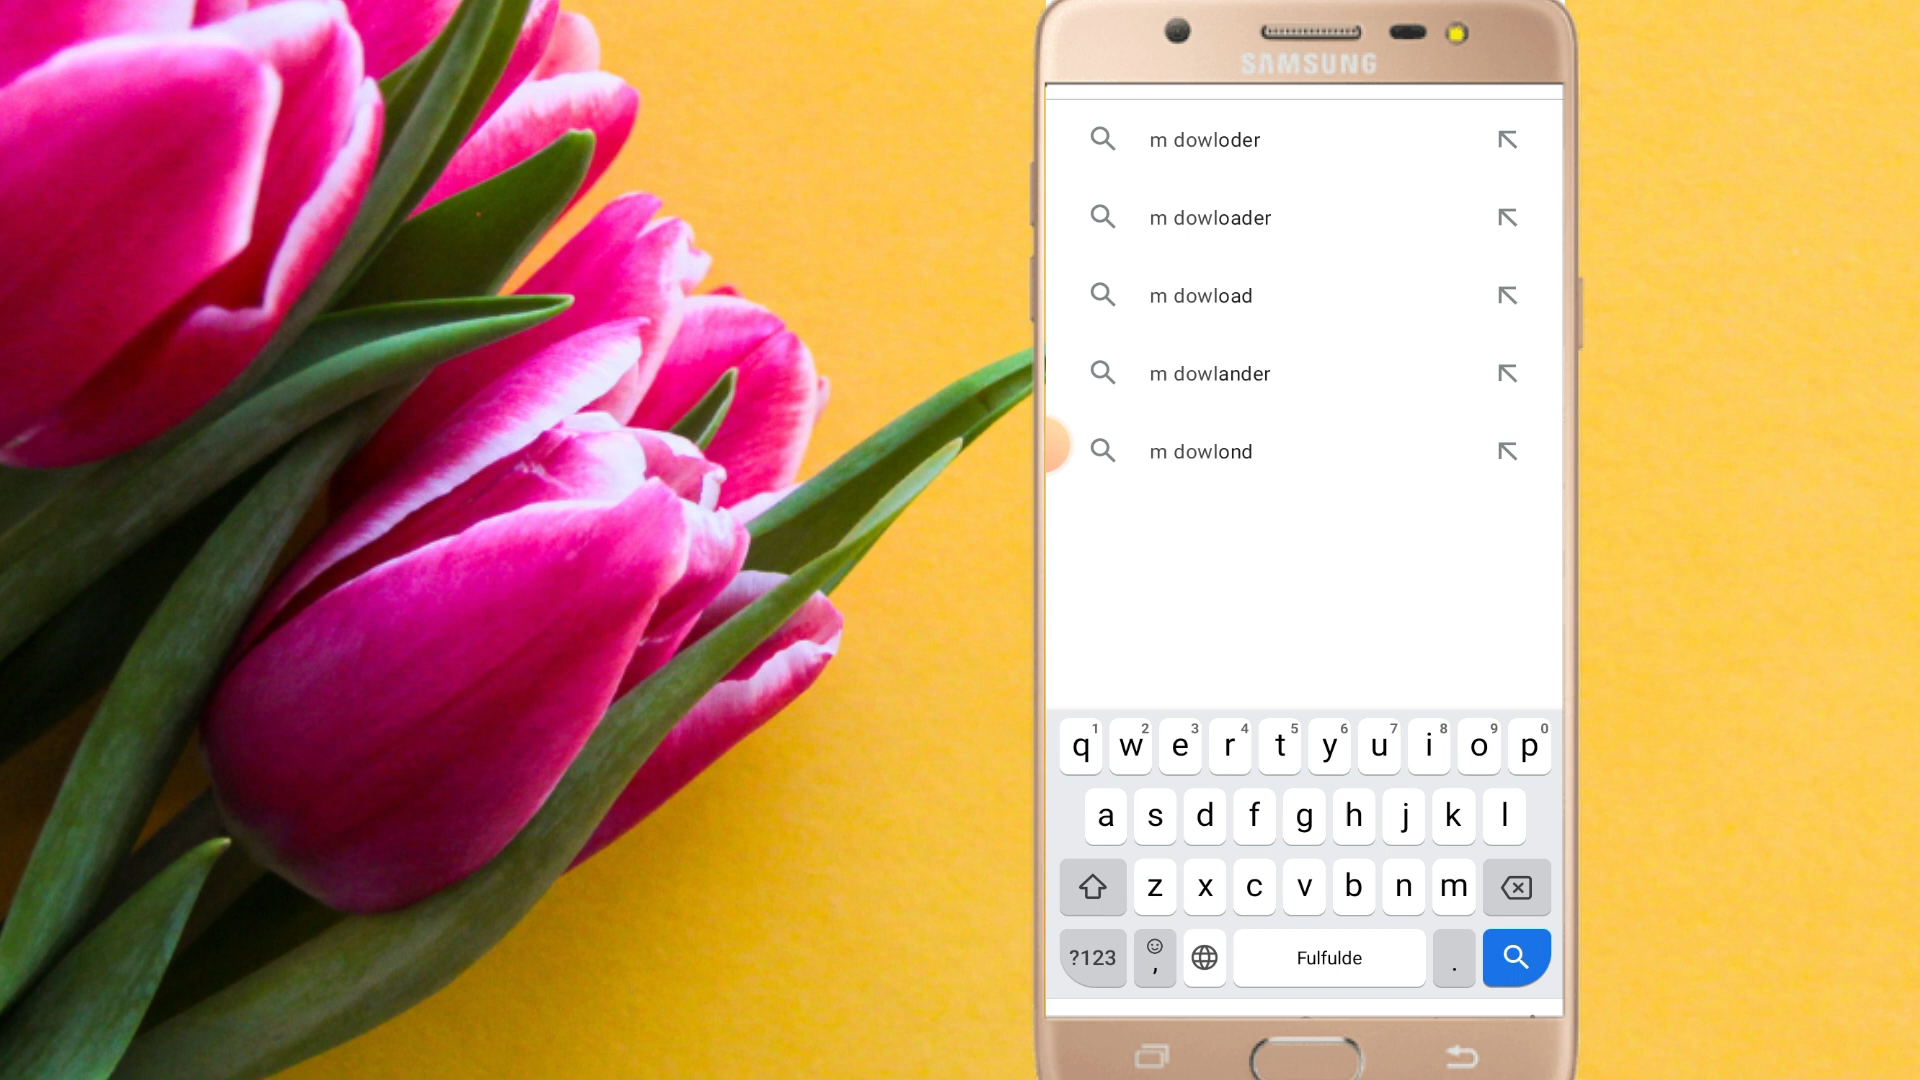 SAMSUNG
m dowloder
m dowloader
m dowload
m dowlander
m dowlond
1 2 3 4 5 6 7 8 9 0
q w e r t y u i o p
a s d f g h j k l
z x c v b n m
?123 , Fulfulde .